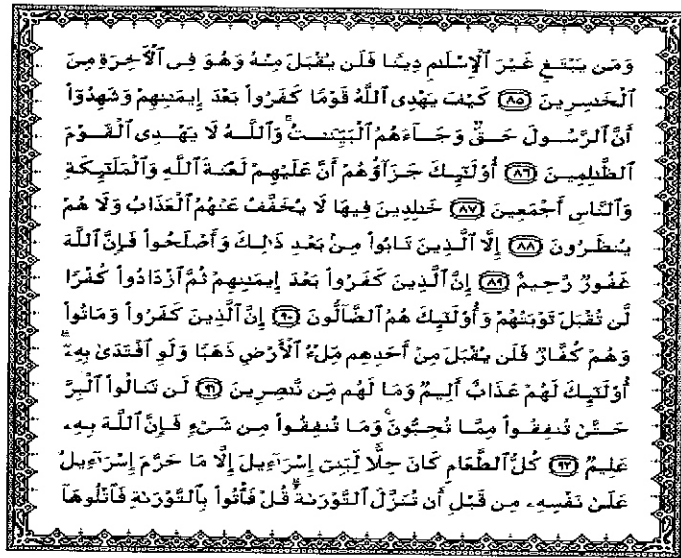 وَمَن يَبْتَغِ غَيْرَ ٱلْإِسْلَٰمِ دِينًا فَلَن يُقْبَلَ مِنْهُ وَهُوَ فِى ٱلْأٓخِرَةِ مِنَ
ٱلْخَٰسِرِينَ ٨٥ كَيْفَ يَهْدِى ٱللَّهُ قَوْمًا كَفَرُوا۟ بَعْدَ إِيمَٰنِهِمْ وَشَهِدُوٓا۟
أَنَّ ٱلرَّسُولَ حَقٌّ وَجَآءَهُمُ ٱلْبَيِّنَٰتُ ۚ وَٱللَّهُ لَا يَهْدِى ٱلْقَوْمَ
ٱلظَّٰلِمِينَ ٨٦ أُو۟لَٰٓئِكَ جَزَآؤُهُمْ أَنَّ عَلَيْهِمْ لَعْنَةَ ٱللَّهِ وَٱلْمَلَٰٓئِكَةِ
وَٱلنَّاسِ أَجْمَعِينَ ٨٧ خَٰلِدِينَ فِيهَا لَا يُخَفَّفُ عَنْهُمُ ٱلْعَذَابُ وَلَا هُمْ
يُنظَرُونَ ٨٨ إِلَّا ٱلَّذِينَ تَابُوا۟ مِنۢ بَعْدِ ذَٰلِكَ وَأَصْلَحُوا۟ فَإِنَّ ٱللَّهَ
غَفُورٌ رَّحِيمٌ ٨٩ إِنَّ ٱلَّذِينَ كَفَرُوا۟ بَعْدَ إِيمَٰنِهِمْ ثُمَّ ٱزْدَادُوا۟ كُفْرًا
لَّن تُقْبَلَ تَوْبَتُهُمْ وَأُو۟لَٰٓئِكَ هُمُ ٱلضَّآلُّونَ ٩٠ إِنَّ ٱلَّذِينَ كَفَرُوا۟ وَمَاتُوا۟
وَهُمْ كُفَّارٌ فَلَن يُقْبَلَ مِنْ أَحَدِهِم مِّلْءُ ٱلْأَرْضِ ذَهَبًا وَلَوِ ٱفْتَدَىٰ بِهِۦٓ ۗ
أُو۟لَٰٓئِكَ لَهُمْ عَذَابٌ أَلِيمٌ وَمَا لَهُم مِّن نَّٰصِرِينَ ٩١ لَن تَنَالُوا۟ ٱلْبِرَّ
حَتَّىٰ تُنفِقُوا۟ مِمَّا تُحِبُّونَ ۚ وَمَا تُنفِقُوا۟ مِن شَىْءٍ فَإِنَّ ٱللَّهَ بِهِۦ
عَلِيمٌ ٩٢ كُلُّ ٱلطَّعَامِ كَانَ حِلًّا لِّبَنِىٓ إِسْرَٰٓءِيلَ إِلَّا مَا حَرَّمَ إِسْرَٰٓءِيلُ
عَلَىٰ نَفْسِهِۦ مِن قَبْلِ أَن تُنَزَّلَ ٱلتَّوْرَىٰةُ ۗ قُلْ فَأْتُوا۟ بِٱلتَّوْرَىٰةِ فَٱتْلُوهَآ